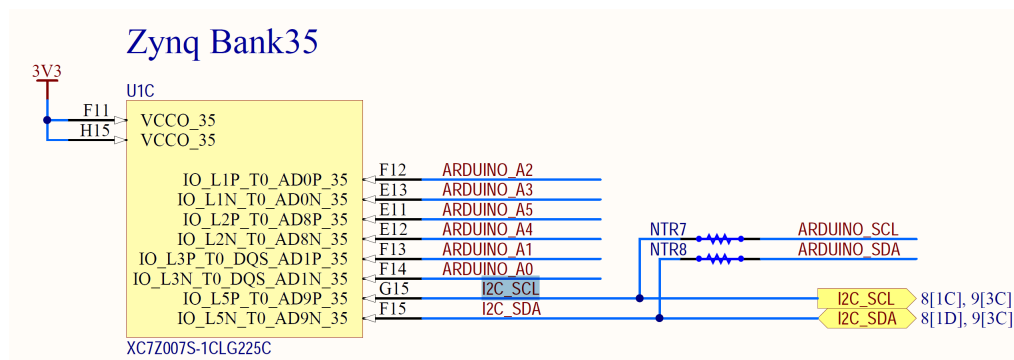 Zynq Bank35
3V3
U1C
F11 VCCO_35
H15 VCCO_35
IO_L1P_T0_AD0P_35 F12 ARDUINO_A2
IO_L1N_T0_AD0N_35 E13 ARDUINO_A3
IO_L2P_T0_AD8P_35 E11 ARDUINO_A5
IO_L2N_T0_AD8N_35 E12 ARDUINO_A4 NTR7 ARDUINO_SCL
IO_L3P_T0_DQS_AD1P_35 F13 ARDUINO_A1 NTR8 ARDUINO_SDA
IO_L3N_T0_DQS_AD1N_35 F14 ARDUINO_A0
IO_L5P_T0_AD9P_35 G15 I2C_SCL I2C_SCL 8[1C], 9[3C]
IO_L5N_T0_AD9N_35 F15 I2C_SDA I2C_SDA 8[1D], 9[3C]
XC7Z007S-1CLG225C